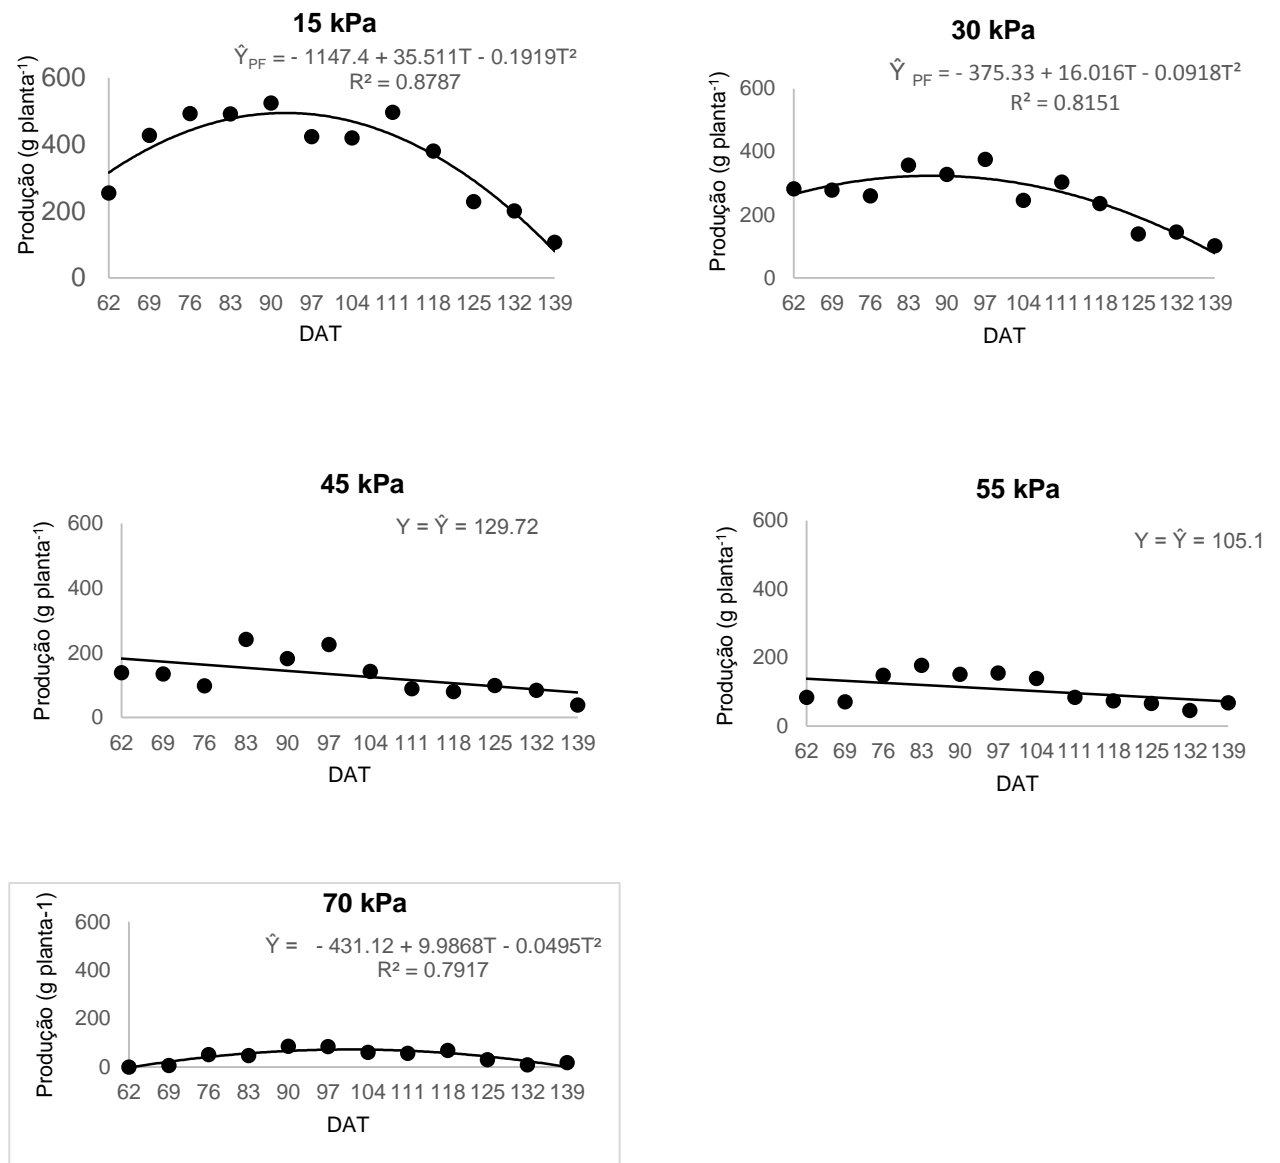 15 kPa
ŶPF = - 1147.4 + 35.511T - 0.1919T²
R² = 0.8787
Produção (g planta-1)
600
400
200
0
62 69 76 83 90 97 104 111 118 125 132 139
DAT
30 kPa
Ŷ PF = - 375.33 + 16.016T - 0.0918T²
R² = 0.8151
Produção (g planta-1)
600
400
200
0
62 69 76 83 90 97 104 111 118 125 132 139
DAT
45 kPa
Y = Ŷ = 129.72
Produção (g planta-1)
600
400
200
0
62 69 76 83 90 97 104 111 118 125 132 139
DAT
55 kPa
Y = Ŷ = 105.1
Produção (g planta-1)
600
400
200
0
62 69 76 83 90 97 104 111 118 125 132 139
DAT
70 kPa
Ŷ = - 431.12 + 9.9868T - 0.0495T²
R² = 0.7917
Produção (g planta-1)
600
400
200
0
62 69 76 83 90 97 104 111 118 125 132 139
DAT